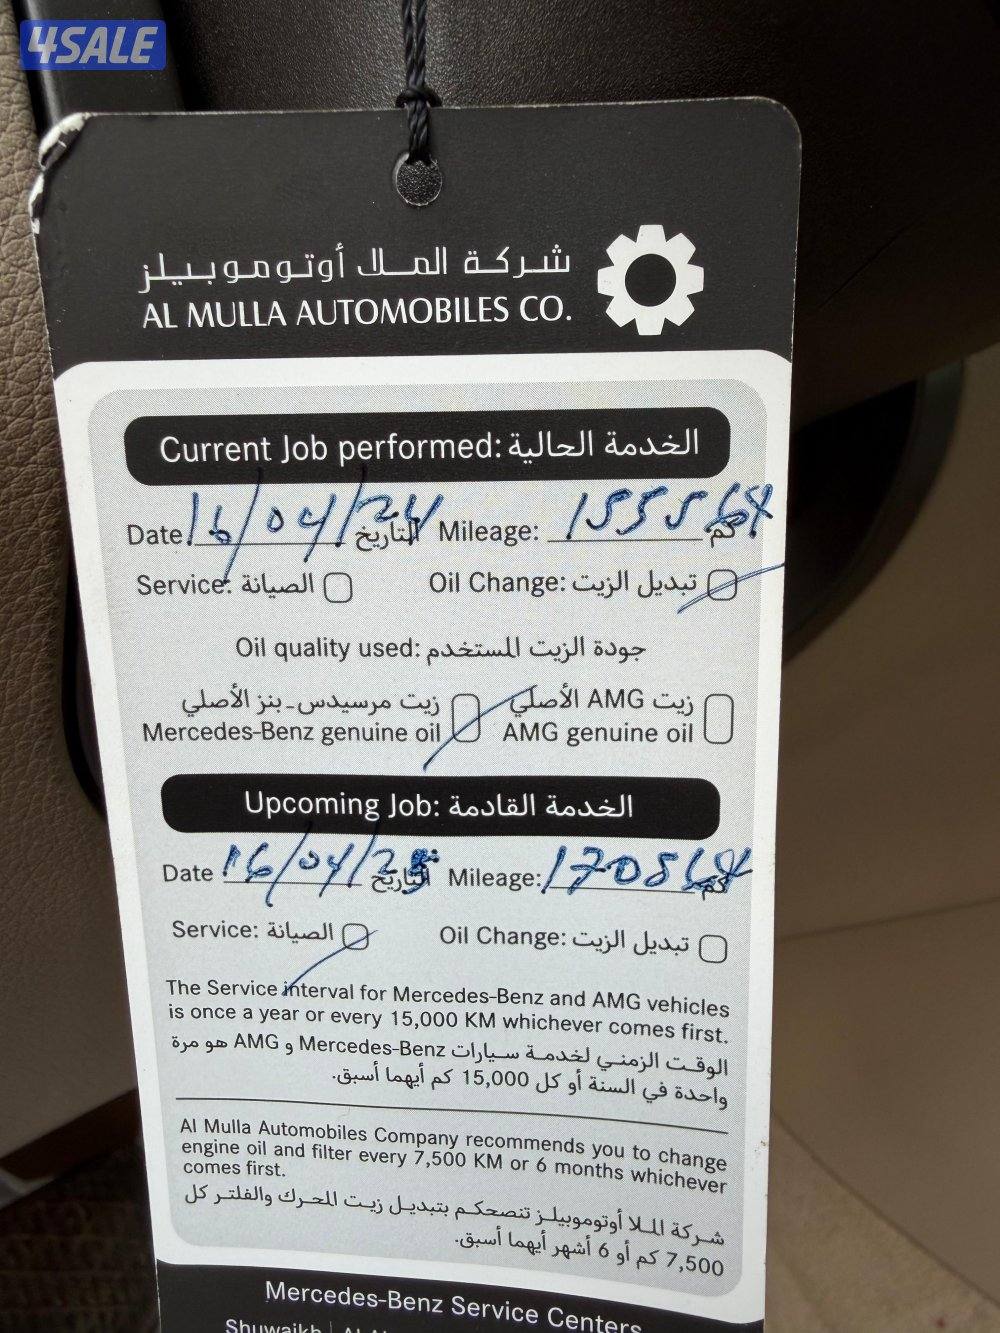 4SALE
شركة الملا أوتوموبيلز
AL MULLA AUTOMOBILES CO.
Current Job performed: الخدمة الحالية
Date 16/04/24 التاريخ Mileage: 155564 كم
Service: الصيانة Oil Change: تبديل الزيت
Oil quality used: جودة الزيت المستخدم
زيت مرسيدس-بنز الأصلي زيت AMG الأصلي
Mercedes-Benz genuine oil AMG genuine oil
Upcoming Job: الخدمة القادمة
Date 16/04/25 التاريخ Mileage: 170564 كم
Service: الصيانة Oil Change: تبديل الزيت
The Service interval for Mercedes-Benz and AMG vehicles
is once a year or every 15,000 KM whichever comes first.
الوقت الزمني لخدمة سيارات Mercedes-Benz و AMG هو مرة
واحدة في السنة أو كل 15,000 كم أيهما أسبق.
Al Mulla Automobiles Company recommends you to change
engine oil and filter every 7,500 KM or 6 months whichever
comes first.
شركة الملا أوتوموبيلز تنصحكم بتبديل زيت المحرك والفلتر كل
7,500 كم أو 6 أشهر أيهما أسبق.
Mercedes-Benz Service Centers
Shuwaikh